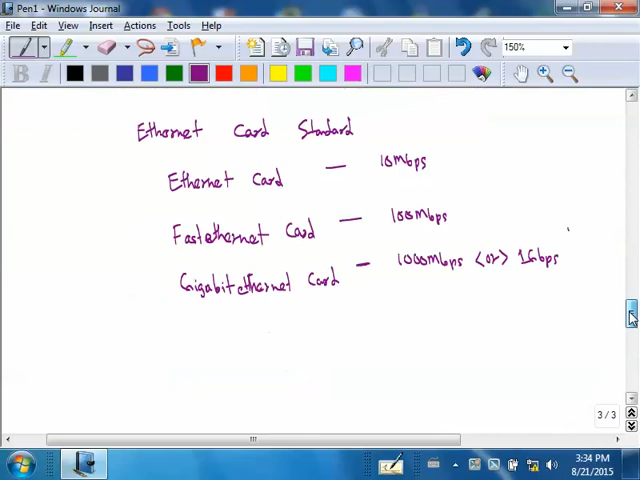 Pen1 - Windows Journal
File Edit View Insert Actions Tools Help
150%
B I
Ethernet Card Standard
Ethernet Card — 10Mbps
Fastethernet Card — 100Mbps
Gigabitethernet Card — 1000Mbps <or> 1Gbps
3 / 3
3:34 PM
8/21/2015